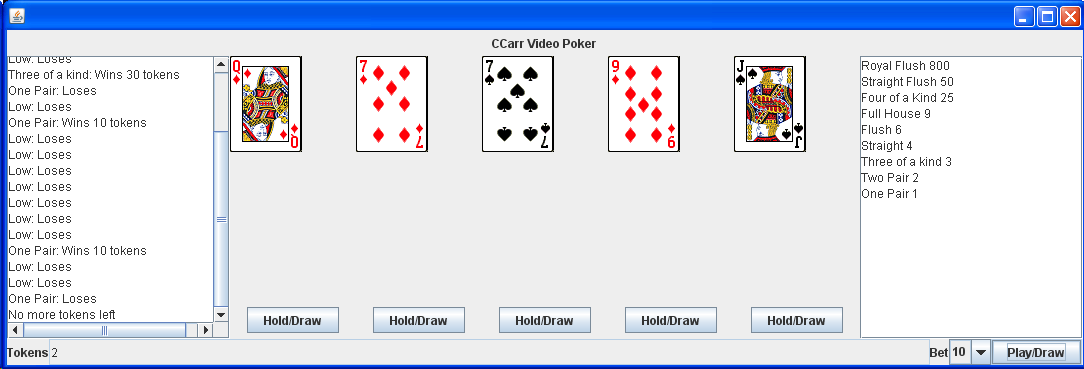 CCarr Video Poker
Low: Loses
Three of a kind: Wins 30 tokens
One Pair: Loses
Low: Loses
One Pair: Wins 10 tokens
Low: Loses
Low: Loses
Low: Loses
Low: Loses
Low: Loses
Low: Loses
Low: Loses
One Pair: Wins 10 tokens
Low: Loses
Low: Loses
One Pair: Loses
No more tokens left
Q Q
7 7
7 7
9 9
J J
Hold/Draw Hold/Draw Hold/Draw Hold/Draw Hold/Draw
Royal Flush 800
Straight Flush 50
Four of a Kind 25
Full House 9
Flush 6
Straight 4
Three of a kind 3
Two Pair 2
One Pair 1
Tokens 2
Bet 10 Play/Draw